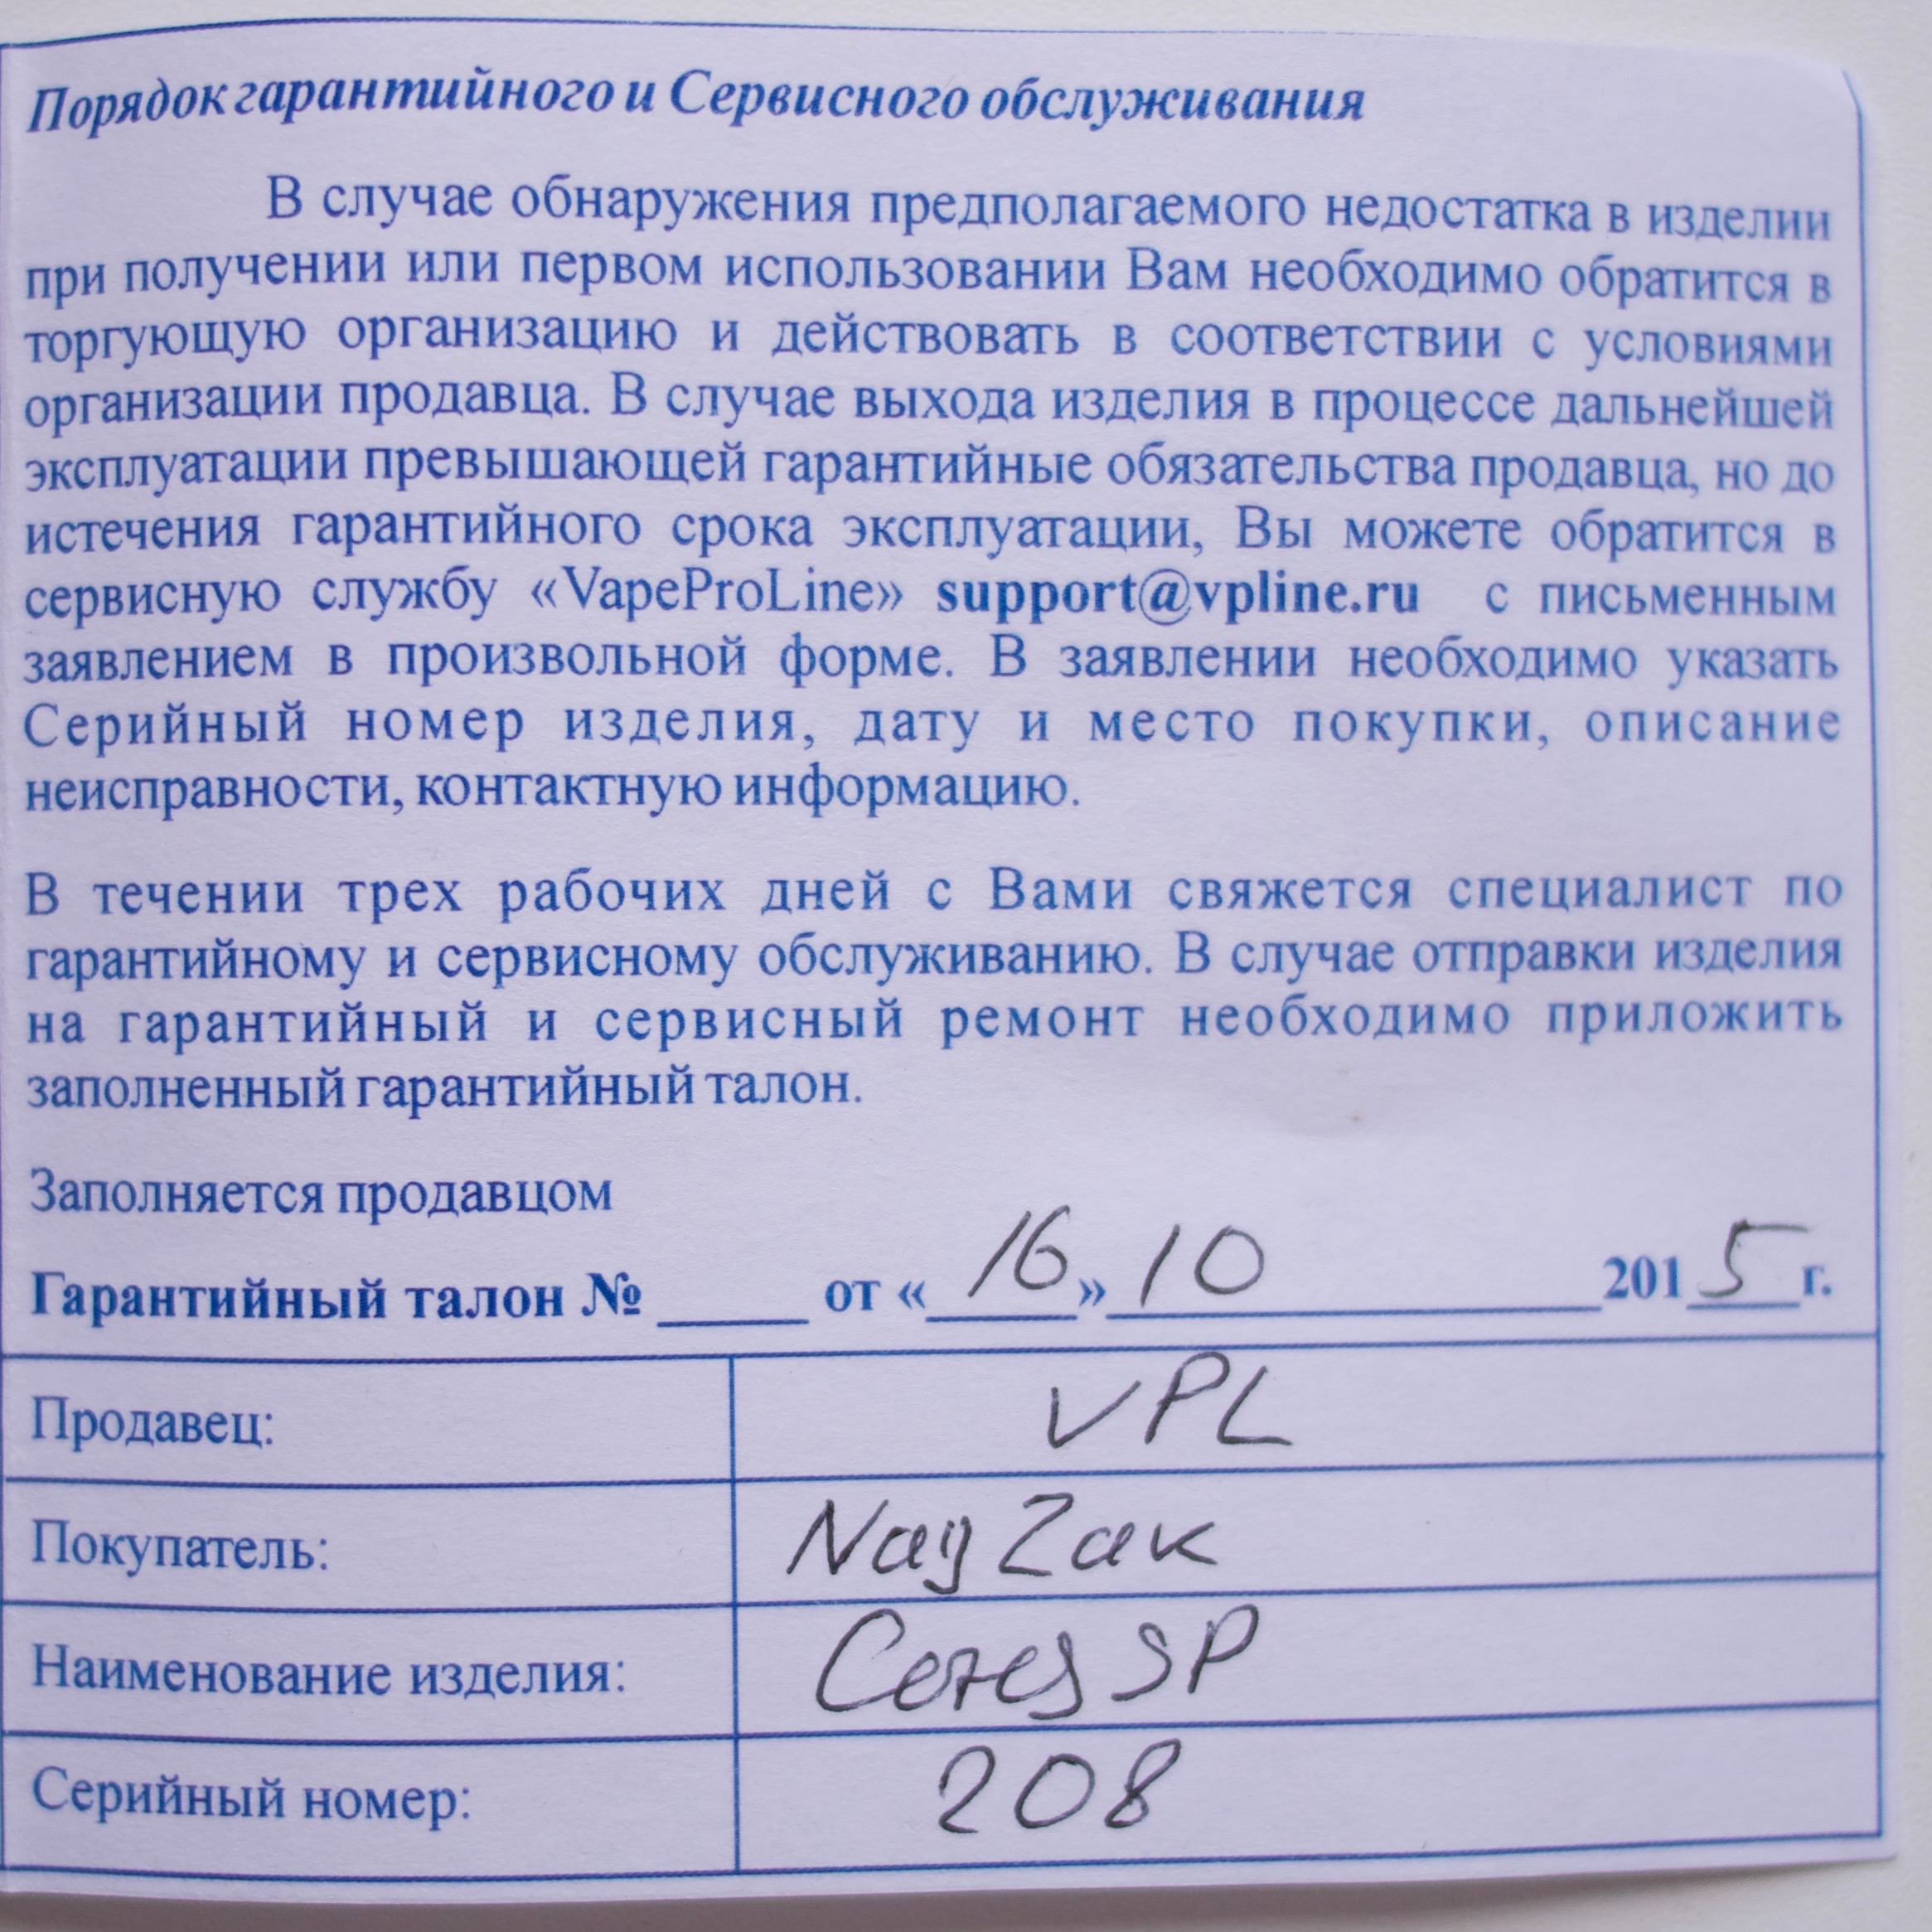 Порядок гарантийного и Сервисного обслуживания
В случае обнаружения предполагаемого недостатка в изделии
при получении или первом использовании Вам необходимо обратится в
торгующую организацию и действовать в соответствии с условиями
организации продавца. В случае выхода изделия в процессе дальнейшей
эксплуатации превышающей гарантийные обязательства продавца, но до
истечения гарантийного срока эксплуатации, Вы можете обратится в
сервисную службу «VapeProLine» support@vpline.ru с письменным
заявлением в произвольной форме. В заявлении необходимо указать
Серийный номер изделия, дату и место покупки, описание
неисправности, контактную информацию.
В течении трех рабочих дней с Вами свяжется специалист по
гарантийному и сервисному обслуживанию. В случае отправки изделия
на гарантийный и сервисный ремонт необходимо приложить
заполненный гарантийный талон.
Заполняется продавцом
Гарантийный талон № _____ от «16» 10 2015 г.
Продавец: VPL
Покупатель: Nag Zak
Наименование изделия: SP
Серийный номер: 208